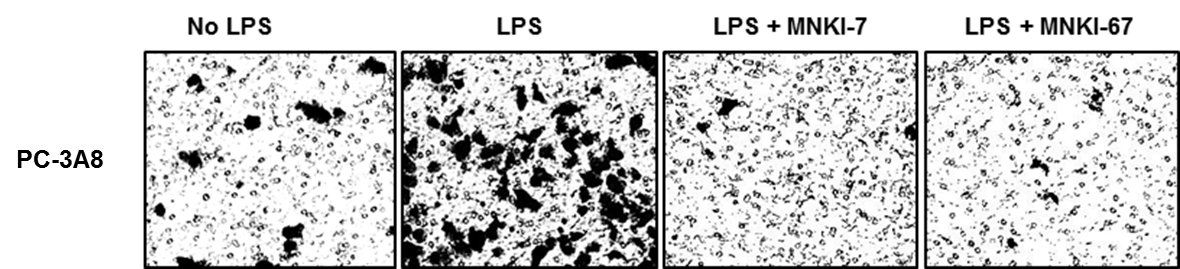 No LPS LPS LPS + MNKI-7 LPS + MNKI-67
PC-3A8